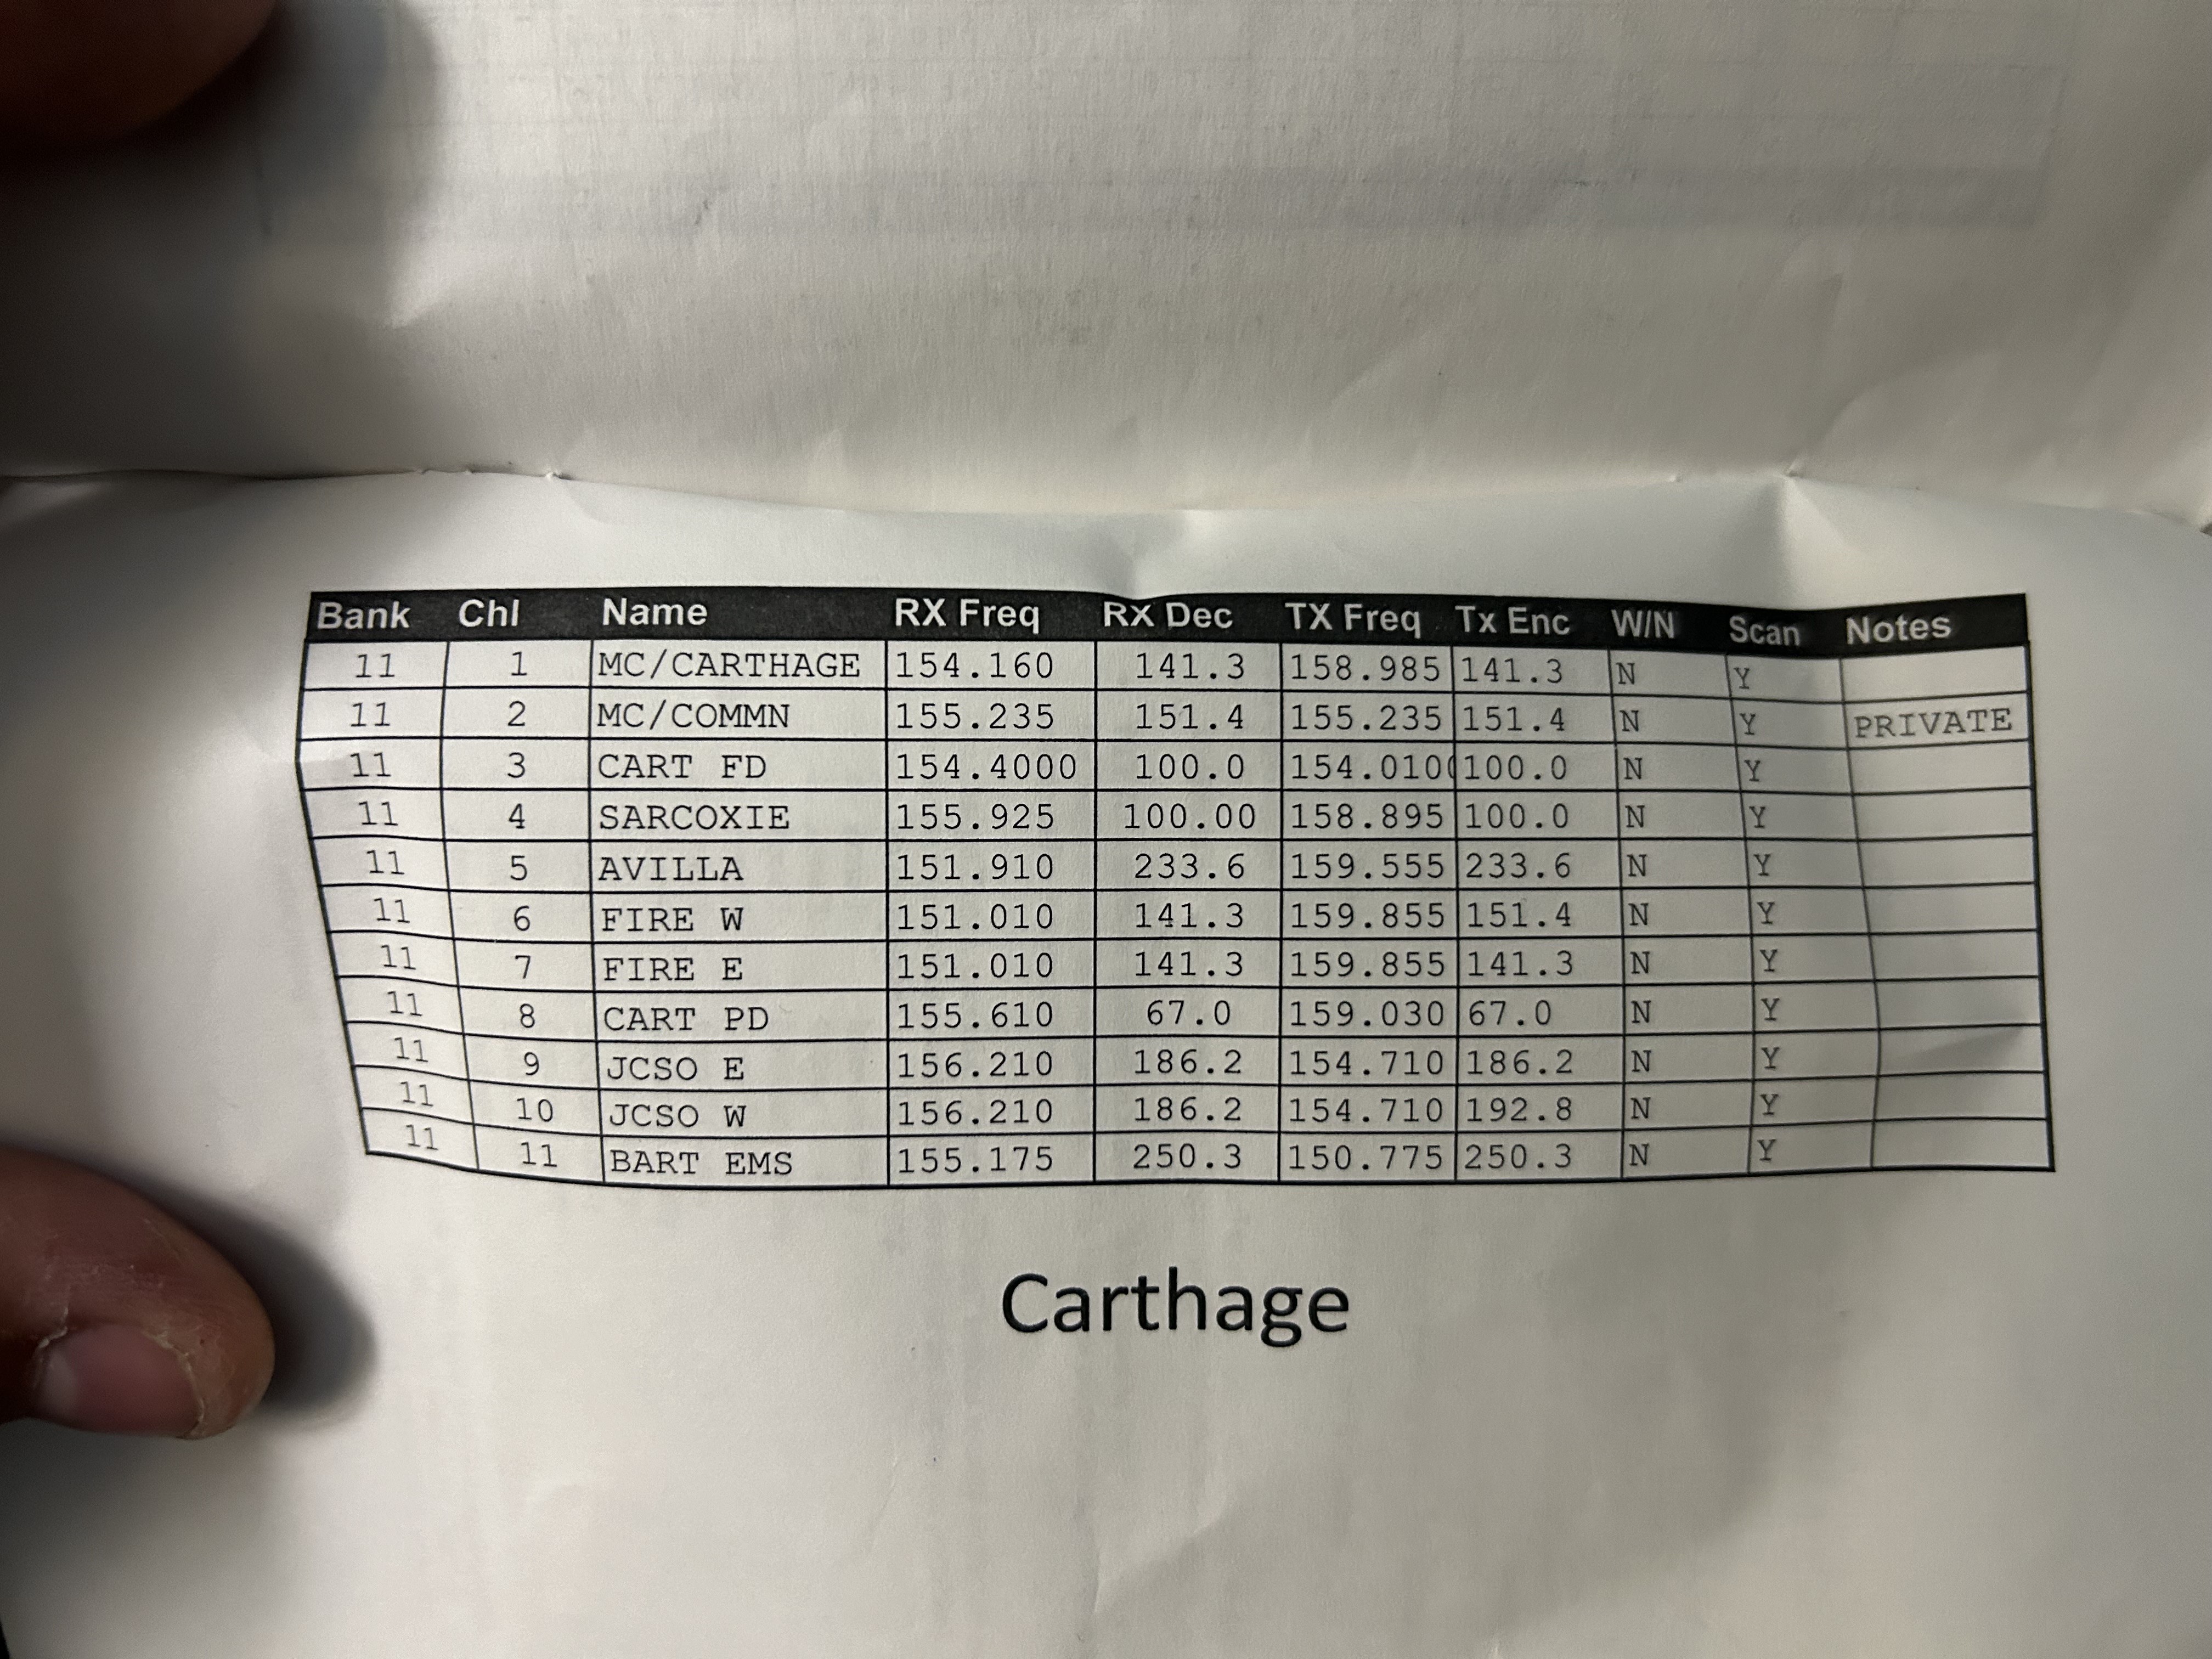 Bank Chl Name RX Freq RX Dec TX Freq Tx Enc W/N Scan Notes
11 1 MC/CARTHAGE 154.160 141.3 158.985 141.3 N Y
11 2 MC/COMMN 155.235 151.4 155.235 151.4 N Y PRIVATE
11 3 CART FD 154.4000 100.0 154.0100 100.0 N Y
11 4 SARCOXIE 155.925 100.00 158.895 100.0 N Y
11 5 AVILLA 151.910 233.6 159.555 233.6 N Y
11 6 FIRE W 151.010 141.3 159.855 151.4 N Y
11 7 FIRE E 151.010 141.3 159.855 141.3 N Y
11 8 CART PD 155.610 67.0 159.030 67.0 N Y
11 9 JCSO E 156.210 186.2 154.710 186.2 N Y
11 10 JCSO W 156.210 186.2 154.710 192.8 N Y
11 11 BART EMS 155.175 250.3 150.775 250.3 N Y
Carthage